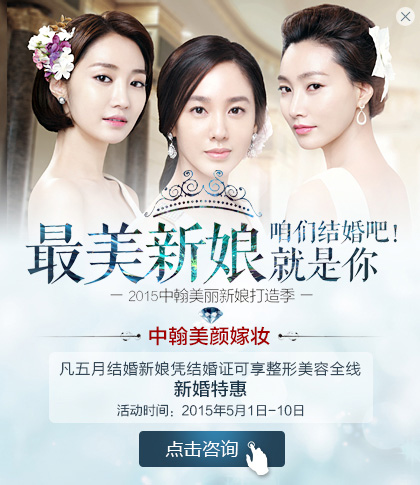 咱们结婚吧!
最美新娘就是你
2015中翰美丽新娘打造季
中翰美颜嫁妆
凡五月结婚新娘凭结婚证可享整形美容全线
新婚特惠
活动时间：2015年5月1日-10日
点击咨询